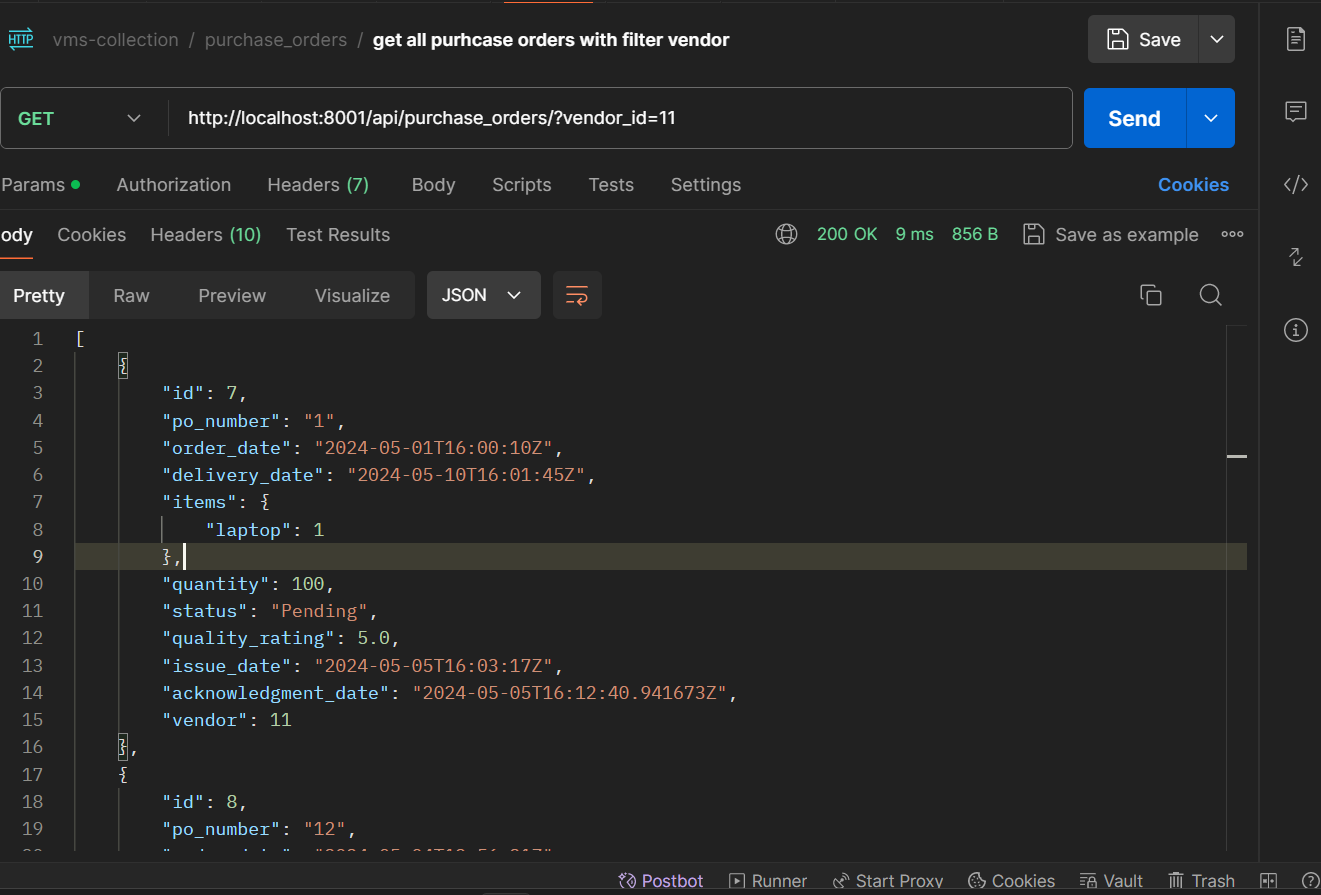 HTTP vms-collection / purchase_orders / get all purhcase orders with filter vendor Save
GET http://localhost:8001/api/purchase_orders/?vendor_id=11 Send
Params Authorization Headers (7) Body Scripts Tests Settings Cookies
ody Cookies Headers (10) Test Results 200 OK 9 ms 856 B Save as example
Pretty Raw Preview Visualize JSON
1 [
2 {
3 "id": 7,
4 "po_number": "1",
5 "order_date": "2024-05-01T16:00:10Z",
6 "delivery_date": "2024-05-10T16:01:45Z",
7 "items": {
8 "laptop": 1
9 },
10 "quantity": 100,
11 "status": "Pending",
12 "quality_rating": 5.0,
13 "issue_date": "2024-05-05T16:03:17Z",
14 "acknowledgment_date": "2024-05-05T16:12:40.941673Z",
15 "vendor": 11
16 },
17 {
18 "id": 8,
19 "po_number": "12",
Postbot Runner Start Proxy Cookies Vault Trash